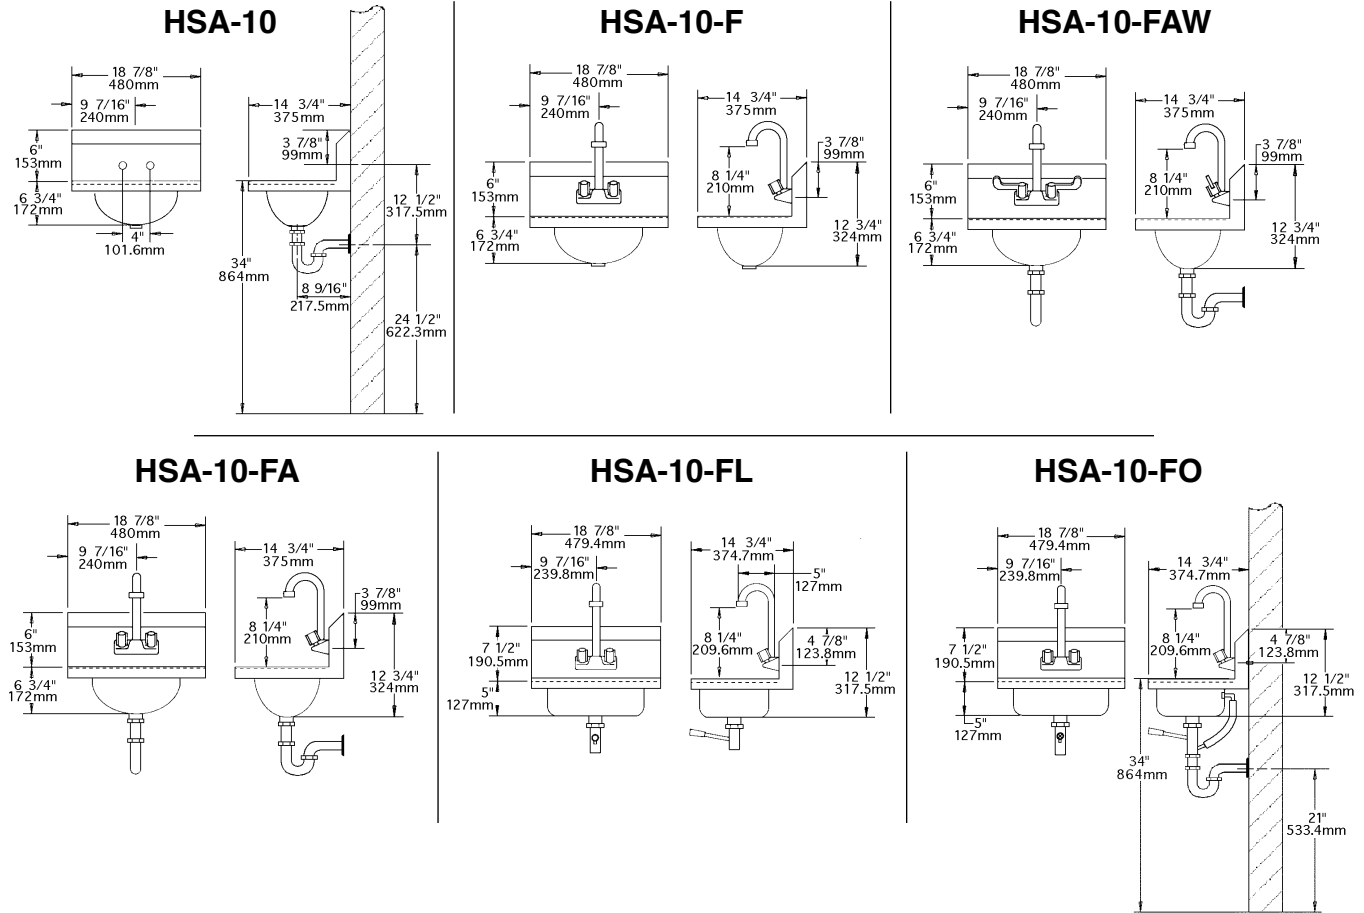 HSA-10
18 7/8"
480mm
9 7/16"
240mm
14 3/4"
375mm
3 7/8"
99mm
6"
153mm
6 3/4"
172mm
4"
101.6mm
12 1/2"
317.5mm
34"
864mm
8 9/16"
217.5mm
24 1/2"
622.3mm
HSA-10-F
18 7/8"
480mm
9 7/16"
240mm
14 3/4"
375mm
3 7/8"
99mm
8 1/4"
210mm
6"
153mm
6 3/4"
172mm
12 3/4"
324mm
HSA-10-FAW
18 7/8"
480mm
9 7/16"
240mm
14 3/4"
375mm
3 7/8"
99mm
8 1/4"
210mm
6"
153mm
6 3/4"
172mm
12 3/4"
324mm
HSA-10-FA
18 7/8"
480mm
9 7/16"
240mm
14 3/4"
375mm
3 7/8"
99mm
8 1/4"
210mm
6"
153mm
6 3/4"
172mm
12 3/4"
324mm
HSA-10-FL
18 7/8"
479.4mm
9 7/16"
239.8mm
14 3/4"
374.7mm
5"
127mm
7 1/2"
190.5mm
8 1/4"
209.6mm
4 7/8"
123.8mm
5"
127mm
12 1/2"
317.5mm
HSA-10-FO
18 7/8"
479.4mm
9 7/16"
239.8mm
14 3/4"
374.7mm
7 1/2"
190.5mm
8 1/4"
209.6mm
4 7/8"
123.8mm
12 1/2"
317.5mm
5"
127mm
34"
864mm
21"
533.4mm